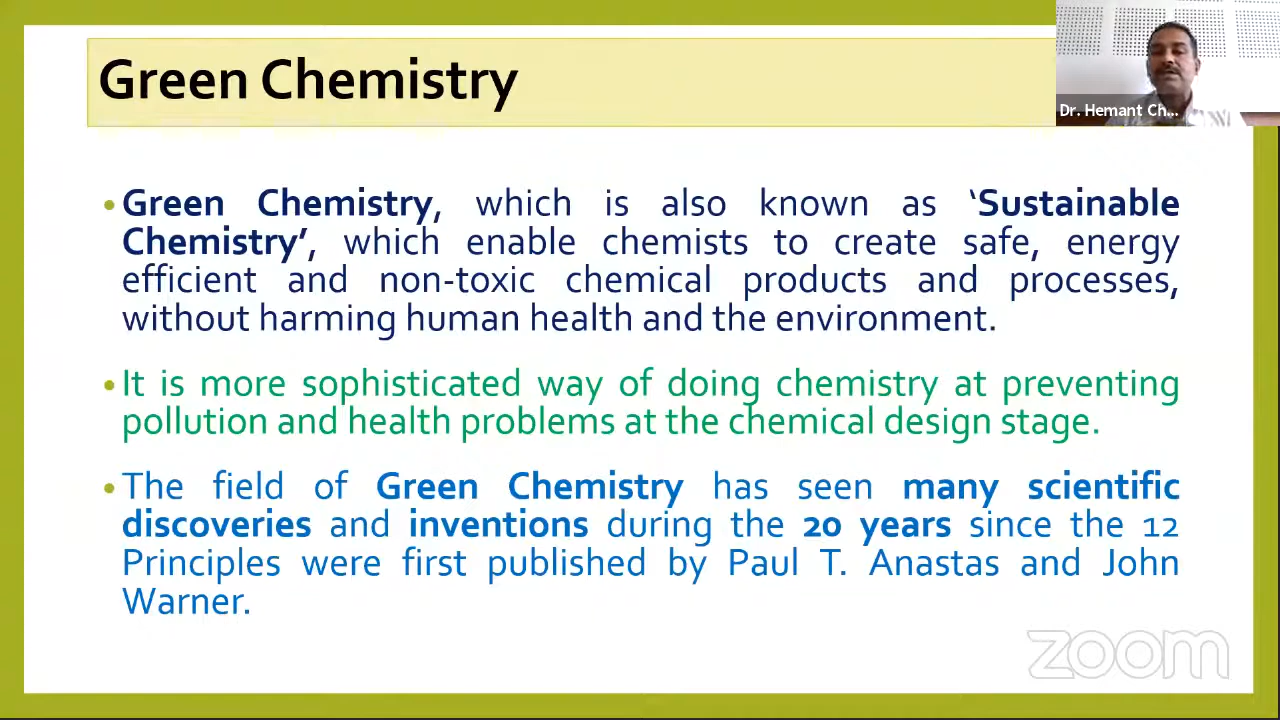 Green Chemistry
Dr. Hemant Ch...
•Green Chemistry, which is also known as ‘Sustainable
Chemistry’, which enable chemists to create safe, energy
efficient and non-toxic chemical products and processes,
without harming human health and the environment.
•It is more sophisticated way of doing chemistry at preventing
pollution and health problems at the chemical design stage.
•The field of Green Chemistry has seen many scientific
discoveries and inventions during the 20 years since the 12
Principles were first published by Paul T. Anastas and John
Warner.
zoom